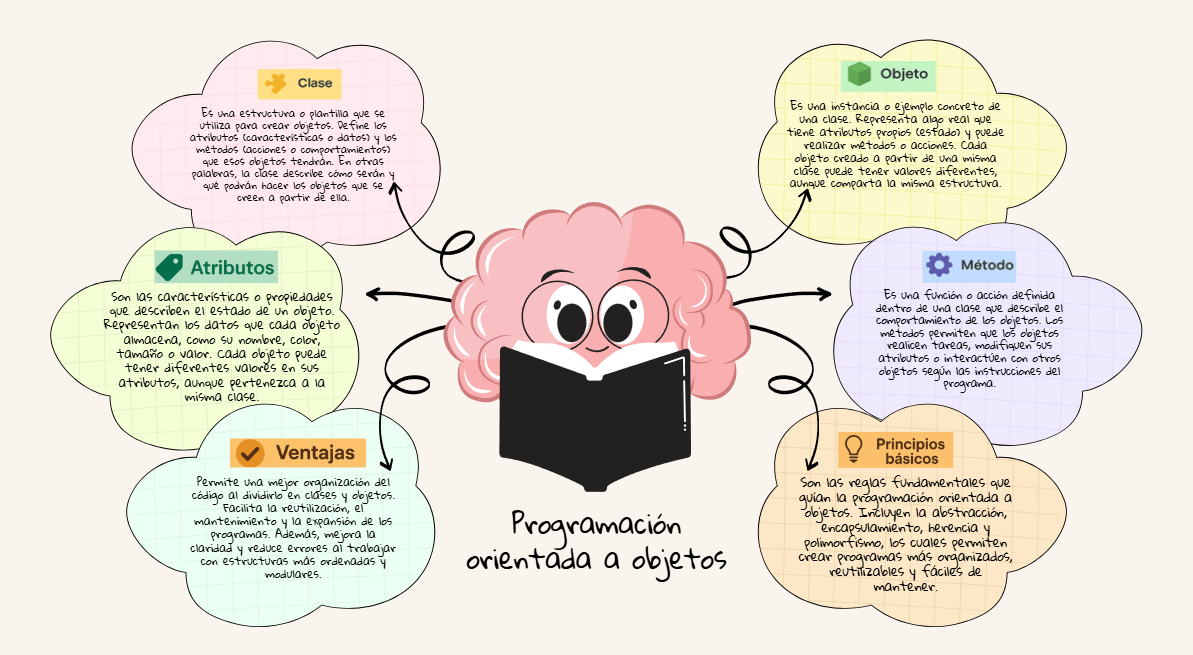 Clase
Es una estructura o plantilla que se
utiliza para crear objetos. Define los
atributos (características o datos) y los
métodos (acciones o comportamientos)
que esos objetos tendrán. En otras
palabras, la clase describe cómo serán y
qué podrán hacer los objetos que se
creen a partir de ella.
Objeto
Es una instancia o ejemplo concreto de
una clase. Representa algo real que
tiene atributos propios (estado) y puede
realizar métodos o acciones. Cada
objeto creado a partir de una misma
clase puede tener valores diferentes,
aunque comparta la misma estructura.
Atributos
Son las características o propiedades
que describen el estado de un objeto.
Representan los datos que cada objeto
almacena, como su nombre, color,
tamaño o valor. Cada objeto puede
tener diferentes valores en sus
atributos, aunque pertenezca a la
misma clase.
Método
Es una función o acción definida
dentro de una clase que describe el
comportamiento de los objetos. Los
métodos permiten que los objetos
realicen tareas, modifiquen sus
atributos o interactúen con otros
objetos según las instrucciones del
programa.
Ventajas
Permite una mejor organización del
código al dividirlo en clases y objetos.
Facilita la reutilización, el
mantenimiento y la expansión de los
programas. Además, mejora la
claridad y reduce errores al trabajar
con estructuras más ordenadas y
modulares.
Principios
básicos
Son las reglas fundamentales que
guían la programación orientada a
objetos. Incluyen la abstracción,
encapsulamiento, herencia y
polimorfismo, los cuales permiten
crear programas más organizados,
reutilizables y fáciles de
mantener.
Programación
orientada a objetos